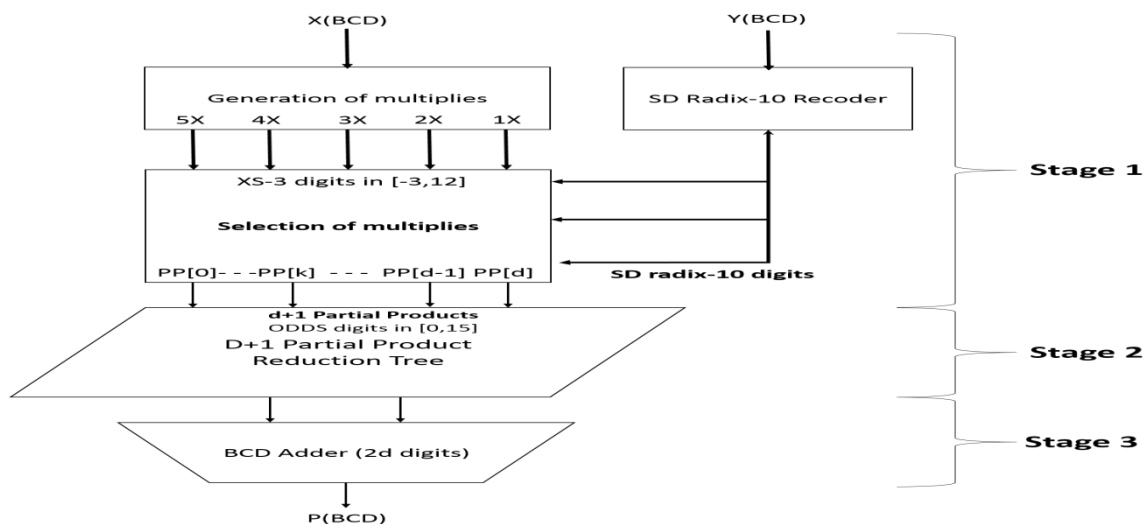 X(BCD)
Y(BCD)
Generation of multiplies
5X 4X 3X 2X 1X
SD Radix-10 Recoder
XS-3 digits in [-3,12]
Selection of multiplies
PP[0]- - -PP[k] - - - PP[d-1] PP[d]
SD radix-10 digits
Stage 1
d+1 Partial Products
ODDS digits in [0,15]
D+1 Partial Product
Reduction Tree
Stage 2
BCD Adder (2d digits)
Stage 3
P(BCD)